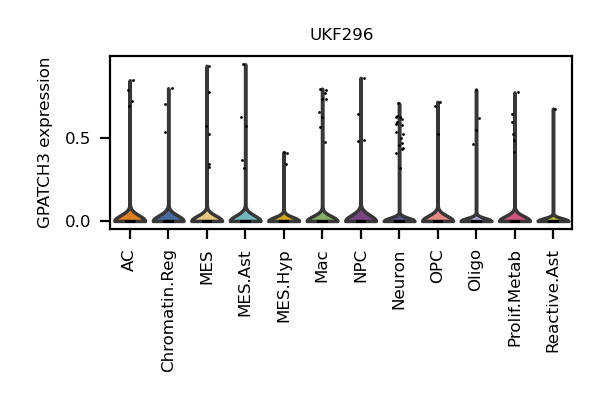 UKF296
GPATCH3 expression
0.5
0.0
AC
Chromatin.Reg
MES
MES.Ast
MES.Hyp
Mac
NPC
Neuron
OPC
Oligo
Prolif.Metab
Reactive.Ast